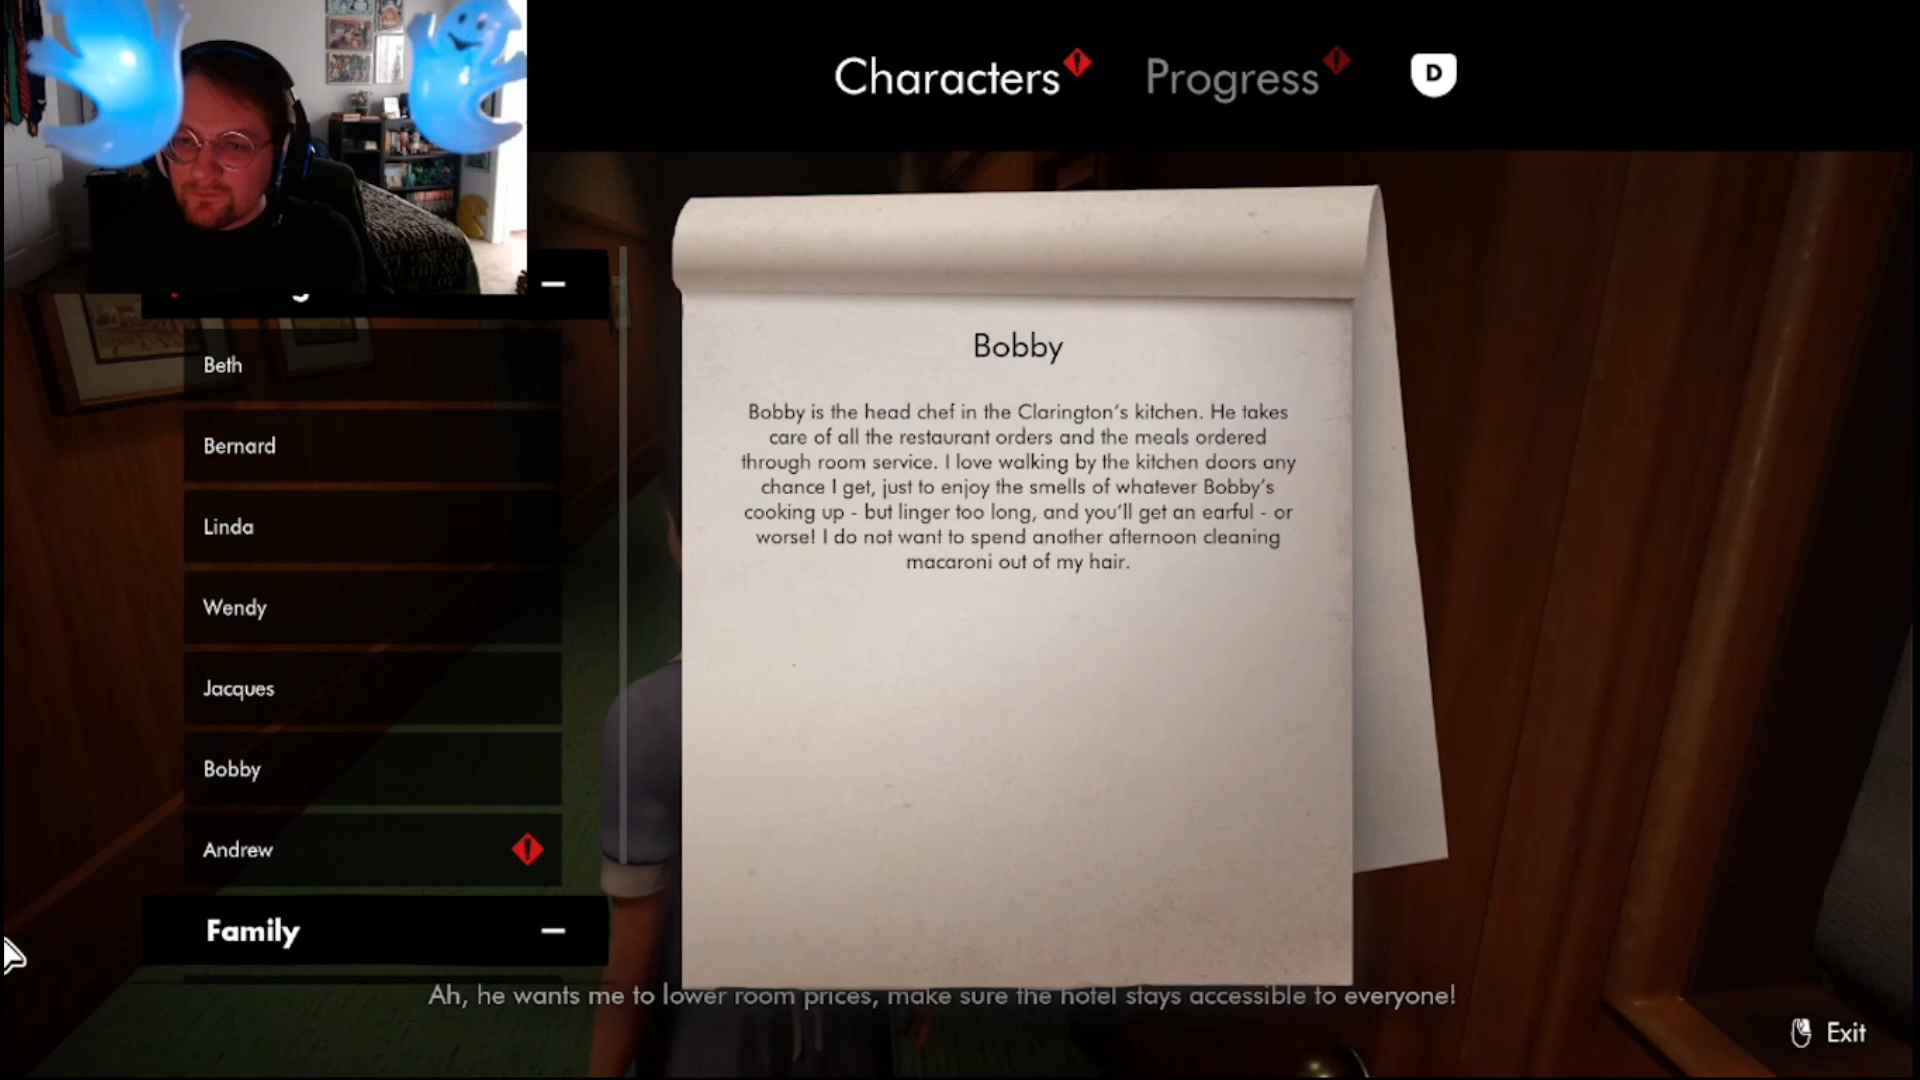 Characters
Progress
D
Beth
Bernard
Linda
Wendy
Jacques
Bobby
Andrew
Family
Bobby
Bobby is the head chef in the Clarington's kitchen. He takes
care of all the restaurant orders and the meals ordered
through room service. I love walking by the kitchen doors any
chance I get, just to enjoy the smells of whatever Bobby's
cooking up - but linger too long, and you'll get an earful - or
worse! I do not want to spend another afternoon cleaning
macaroni out of my hair.
Ah, he wants me to lower room prices, make sure the hotel stays accessible to everyone!
Exit